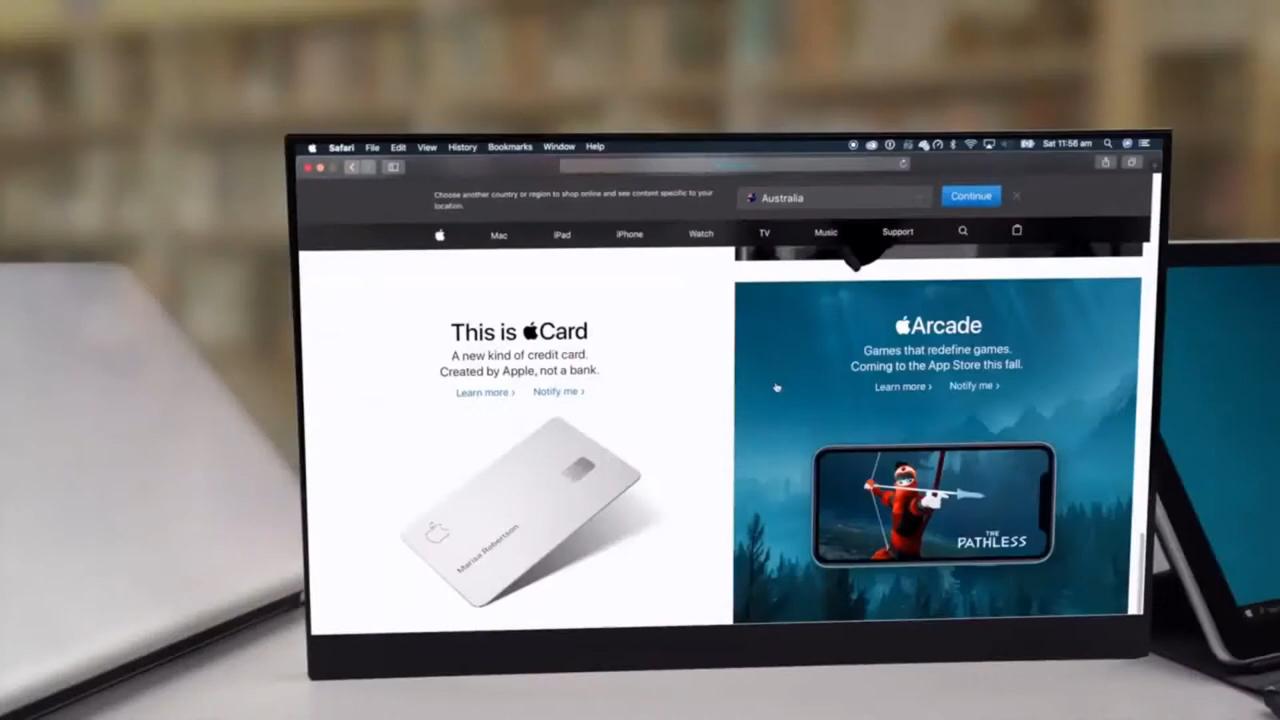 Safari File Edit View History Bookmarks Window Help
Sat 11:56 am
Choose another country or region to shop online and see content specific to your
location.
Australia
Continue
Mac iPad iPhone Watch TV Music Support
This is Card
A new kind of credit card.
Created by Apple, not a bank.
Learn more › Notify me ›
Marisa Robertson
Arcade
Games that redefine games.
Coming to the App Store this fall.
Learn more › Notify me ›
THE
PATHLESS